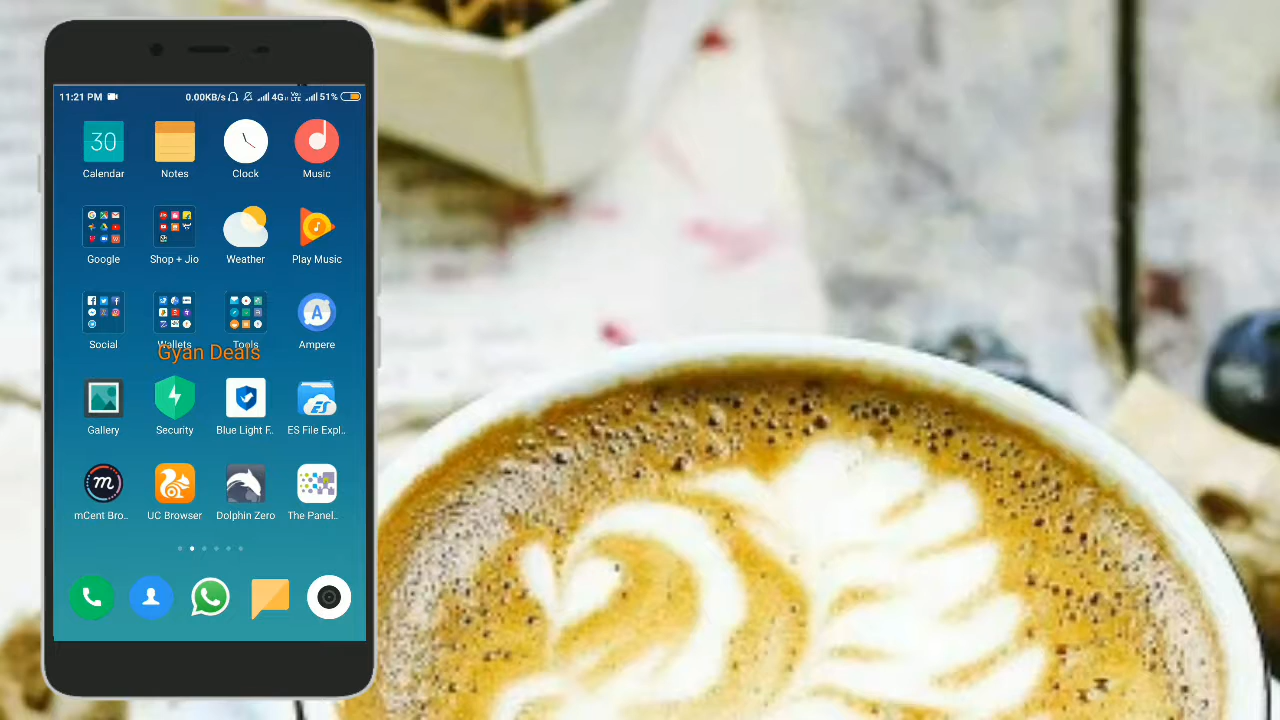 11:21 PM 0.00KB/s 4G Vo LTE 51%
30
Calendar Notes Clock Music
Google Shop + Jio Weather Play Music
Social Wallets Tools Ampere
Gyan Deals
Gallery Security Blue Light F.. ES File Expl..
mCent Bro.. UC Browser Dolphin Zero The Panel..